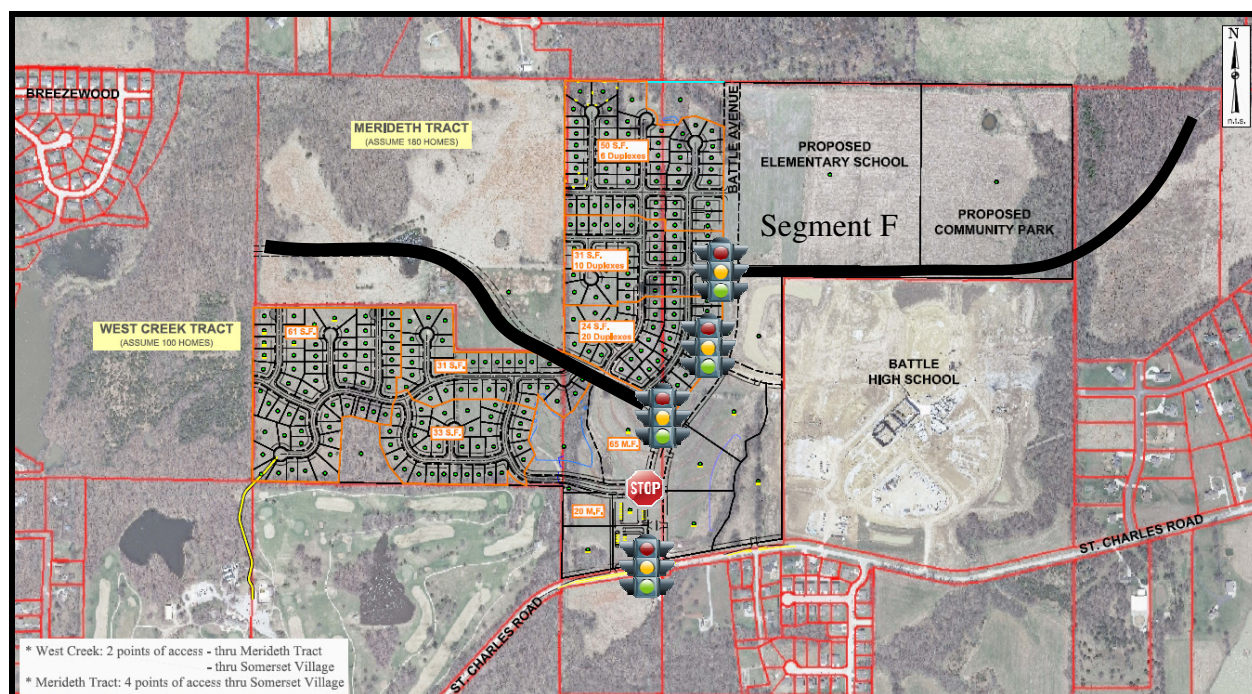 N
n.t.s.
BREEZEWOOD
MERIDETH TRACT
(ASSUME 180 HOMES)
BATTLE AVENUE
50 S.F.
6 Duplexes
PROPOSED
ELEMENTARY SCHOOL
Segment F
PROPOSED
COMMUNITY PARK
31 S.F.
10 Duplexes
WEST CREEK TRACT
(ASSUME 100 HOMES)
61 S.F.
24 S.F.
20 Duplexes
31 S.F.
BATTLE
HIGH SCHOOL
33 S.F.
65 M.F.
STOP
20 M.F.
ST. CHARLES ROAD
ST. CHARLES ROAD
* West Creek: 2 points of access - thru Merideth Tract
- thru Somerset Village
* Merideth Tract: 4 points of access thru Somerset Village